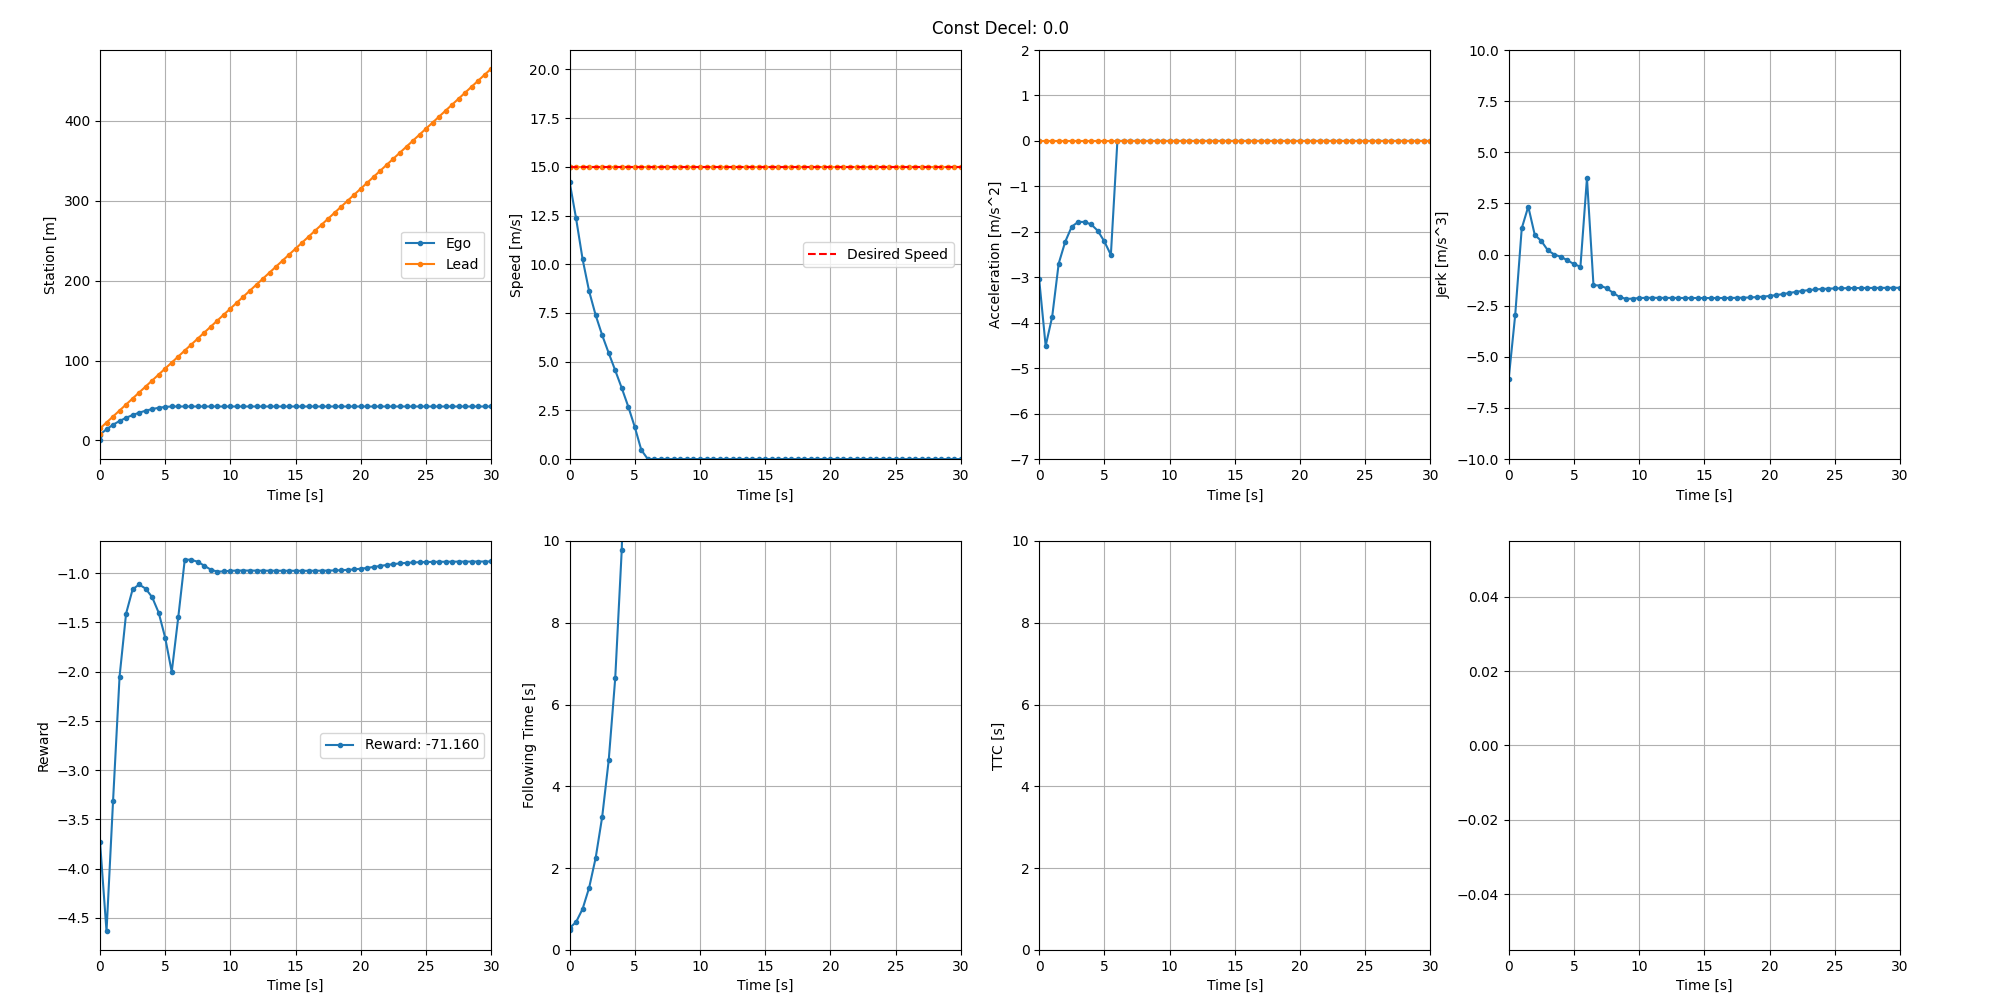 Const Decel: 0.0
400
300
200
100
0
Station [m]
Ego
Lead
0 5 10 15 20 25 30
Time [s]
20.0
17.5
15.0
12.5
10.0
7.5
5.0
2.5
0.0
Speed [m/s]
Desired Speed
0 5 10 15 20 25 30
Time [s]
2
1
0
−1
−2
−3
−4
−5
−6
−7
Acceleration [m/s^2]
0 5 10 15 20 25 30
Time [s]
10.0
7.5
5.0
2.5
0.0
−2.5
−5.0
−7.5
−10.0
Jerk [m/s^3]
0 5 10 15 20 25 30
Time [s]
−1.0
−1.5
−2.0
−2.5
−3.0
−3.5
−4.0
−4.5
Reward
Reward: -71.160
0 5 10 15 20 25 30
Time [s]
10
8
6
4
2
0
Following Time [s]
0 5 10 15 20 25 30
Time [s]
10
8
6
4
2
0
TTC [s]
0 5 10 15 20 25 30
Time [s]
0.04
0.02
0.00
−0.02
−0.04
0 5 10 15 20 25 30
Time [s]